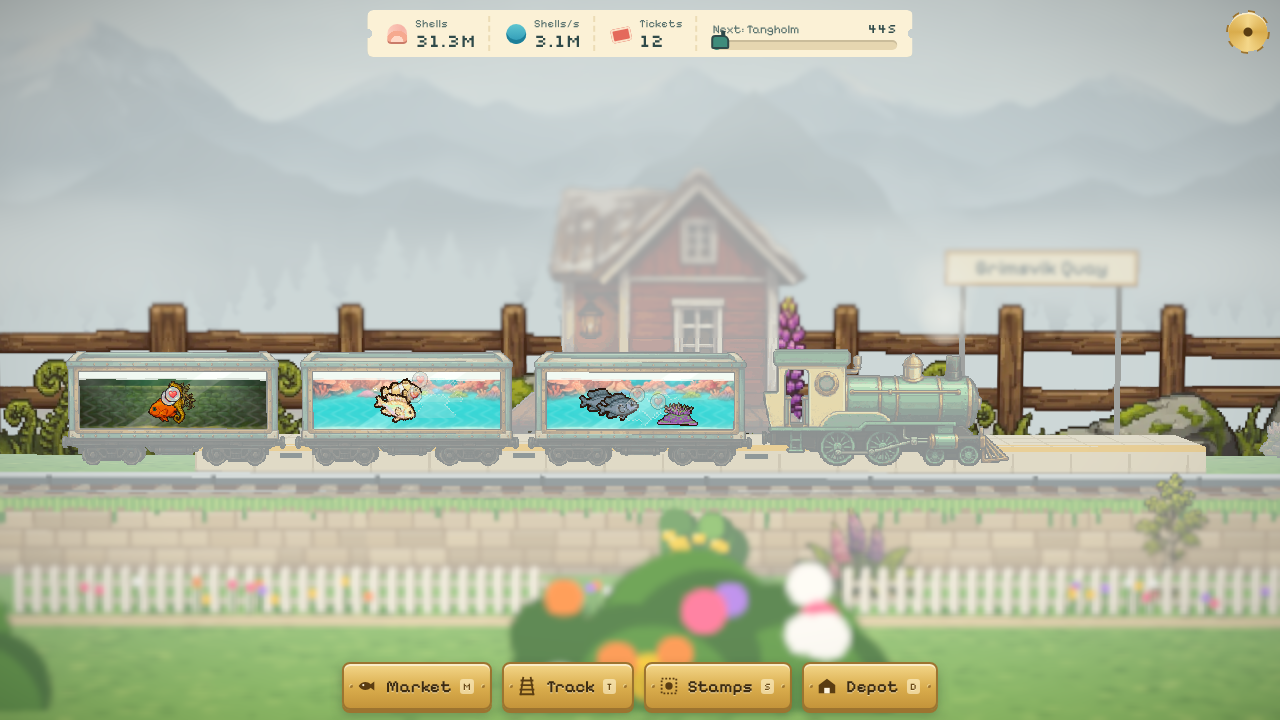 Shells
31.3M
Shells/s
3.1M
Tickets
12
Next: Tangholm
44s
Brimsvik Quay
Market M
Track T
Stamps S
Depot D